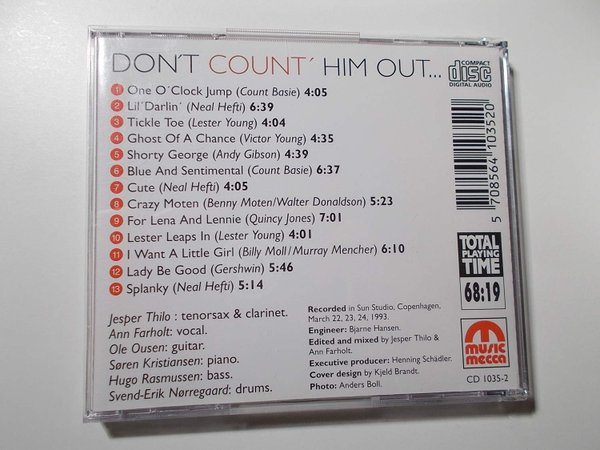 DON'T COUNT´ HIM OUT...
COMPACT
disc
DIGITAL AUDIO
1 One O´Clock Jump (Count Basie) 4:05
2 Lil´Darlin´ (Neal Hefti) 6:39
3 Tickle Toe (Lester Young) 4:04
4 Ghost Of A Chance (Victor Young) 4:35
5 Shorty George (Andy Gibson) 4:39
6 Blue And Sentimental (Count Basie) 6:37
7 Cute (Neal Hefti) 4:05
8 Crazy Moten (Benny Moten/Walter Donaldson) 5:23
9 For Lena And Lennie (Quincy Jones) 7:01
10 Lester Leaps In (Lester Young) 4:01
11 I Want A Little Girl (Billy Moll/Murray Mencher) 6:10
12 Lady Be Good (Gershwin) 5:46
13 Splanky (Neal Hefti) 5:14
5 708564 103520
TOTAL
PLAYING
TIME
68:19
Jesper Thilo : tenorsax & clarinet.
Ann Farholt: vocal.
Ole Ousen: guitar.
Søren Kristiansen: piano.
Hugo Rasmussen: bass.
Svend-Erik Nørregaard: drums.
Recorded in Sun Studio, Copenhagen,
March 22, 23, 24, 1993.
Engineer: Bjarne Hansen.
Edited and mixed by Jesper Thilo &
Ann Farholt.
Executive producer: Henning Schädler.
Cover design by Kjeld Brandt.
Photo: Anders Boll.
music
mecca
CD 1035-2